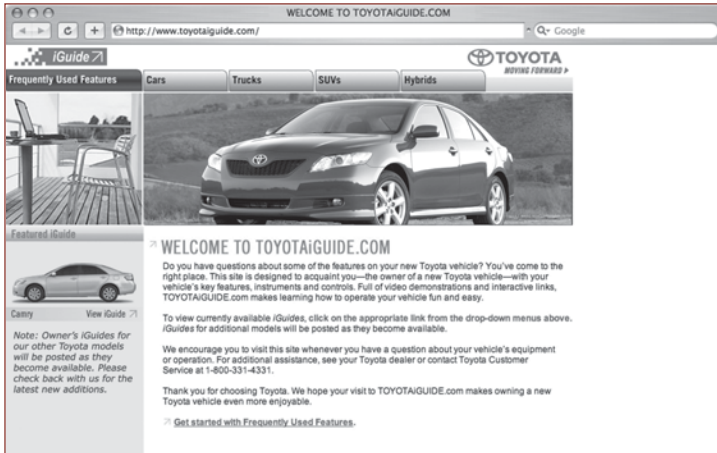 WELCOME TO TOYOTAiGUIDE.COM
http://www.toyotaiguide.com/
Google
iGuide
TOYOTA
MOVING FORWARD
Frequently Used Features
Cars
Trucks
SUVs
Hybrids
Featured iGuide
Camry
View iGuide
Note: Owner's iGuides for
our other Toyota models
will be posted as they
become available. Please
check back with us for the
latest new additions.
WELCOME TO TOYOTAiGUIDE.COM
Do you have questions about some of the features on your new Toyota vehicle? You've come to the
right place. This site is designed to acquaint you—the owner of a new Toyota vehicle—with your
vehicle's key features, instruments and controls. Full of video demonstrations and interactive links,
TOYOTAiGUIDE.com makes learning how to operate your vehicle fun and easy.
To view currently available iGuides, click on the appropriate link from the drop-down menus above.
iGuides for additional models will be posted as they become available.
We encourage you to visit this site whenever you have a question about your vehicle's equipment
or operation. For additional assistance, see your Toyota dealer or contact Toyota Customer
Service at 1-800-331-4331.
Thank you for choosing Toyota. We hope your visit to TOYOTAiGUIDE.com makes owning a new
Toyota vehicle even more enjoyable.
Get started with Frequently Used Features.